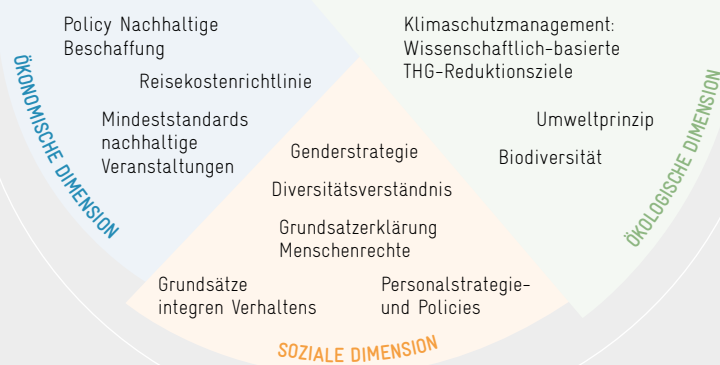 Policy Nachhaltige
Beschaffung
Reisekostenrichtlinie
Mindeststandards
nachhaltige
Veranstaltungen
ÖKONOMISCHE DIMENSION
Klimaschutzmanagement:
Wissenschaftlich-basierte
THG-Reduktionsziele
Umweltprinzip
Biodiversität
ÖKOLOGISCHE DIMENSION
Genderstrategie
Diversitätsverständnis
Grundsatzerklärung
Menschenrechte
Grundsätze
integren Verhaltens
Personalstrategie-
und Policies
SOZIALE DIMENSION